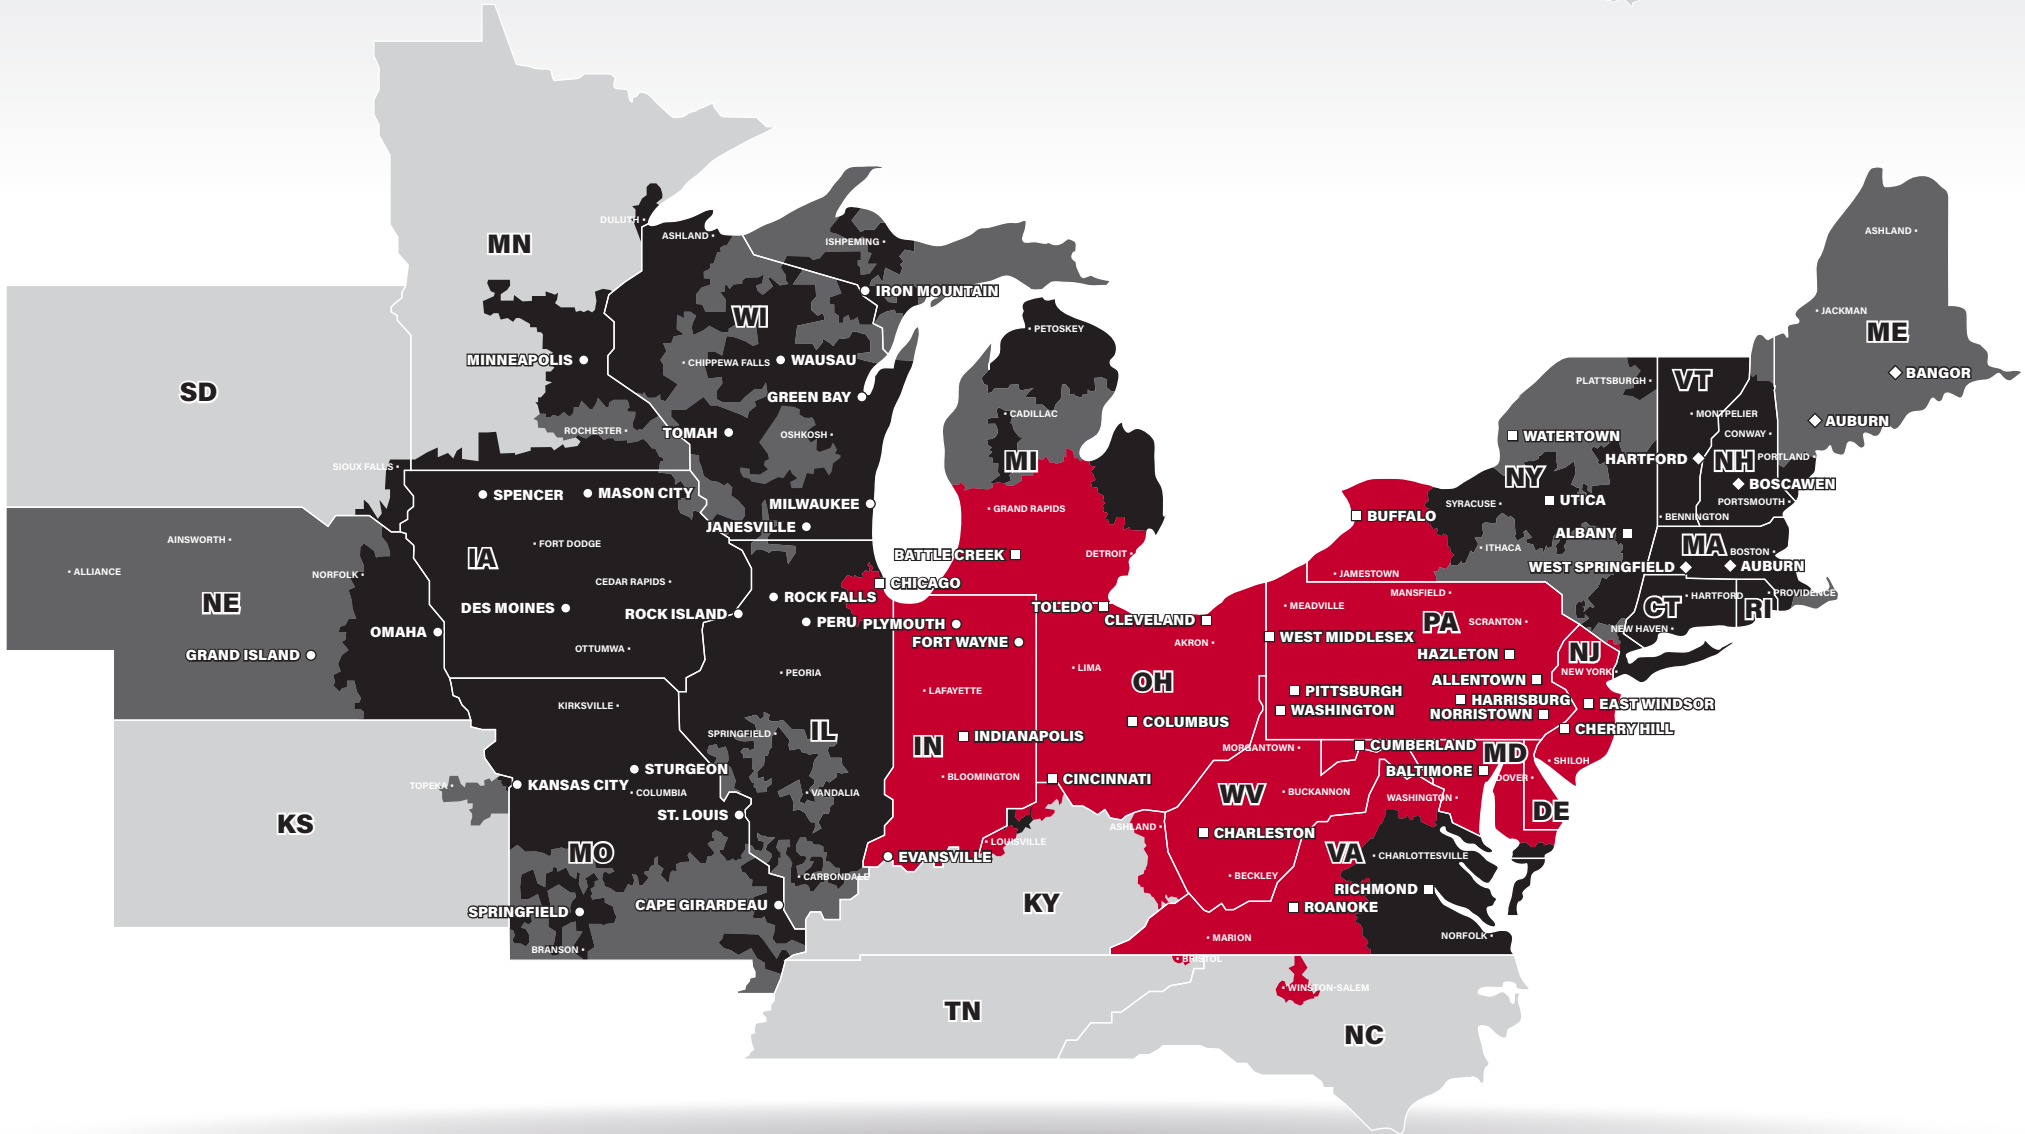 DULUTH
ASHLAND
MN
ISHPEMING
ASHLAND
IRON MOUNTAIN
WI
PETOSKEY
JACKMAN
ME
MINNEAPOLIS
CHIPPEWA FALLS
WAUSAU
PLATTSBURGH
VT
BANGOR
SD
GREEN BAY
CADILLAC
MONTPELIER
AUBURN
ROCHESTER
TOMAH
OSHKOSH
WATERTOWN
CONWAY
SIOUX FALLS
MI
HARTFORD
NH
PORTLAND
NY
BOSCAWEN
SPENCER
MASON CITY
MILWAUKEE
GRAND RAPIDS
BUFFALO
SYRACUSE
UTICA
PORTSMOUTH
JANESVILLE
BENNINGTON
AINSWORTH
FORT DODGE
ALBANY
MA
IA
BATTLE CREEK
DETROIT
ITHACA
BOSTON
ALLIANCE
NORFOLK
CEDAR RAPIDS
CHICAGO
JAMESTOWN
WEST SPRINGFIELD
AUBURN
NE
DES MOINES
ROCK ISLAND
ROCK FALLS
TOLEDO
MEADVILLE
MANSFIELD
CT
HARTFORD
RI
PROVIDENCE
OMAHA
PERU
PLYMOUTH
CLEVELAND
PA
SCRANTON
NEW HAVEN
GRAND ISLAND
OTTUMWA
FORT WAYNE
AKRON
WEST MIDDLESEX
HAZLETON
NJ
PEORIA
LIMA
OH
ALLENTOWN
NEW YORK
KIRKSVILLE
LAFAYETTE
PITTSBURGH
HARRISBURG
EAST WINDSOR
SPRINGFIELD
IL
IN
INDIANAPOLIS
COLUMBUS
WASHINGTON
NORRISTOWN
CHERRY HILL
MORGANTOWN
CUMBERLAND
MD
STURGEON
BLOOMINGTON
CINCINNATI
BALTIMORE
DOVER
SHILOH
TOPEKA
KANSAS CITY
COLUMBIA
VANDALIA
WV
BUCKANNON
WASHINGTON
DE
KS
ST. LOUIS
ASHLAND
CHARLESTON
MO
EVANSVILLE
LOUISVILLE
VA
CHARLOTTESVILLE
CARBONDALE
BECKLEY
RICHMOND
SPRINGFIELD
CAPE GIRARDEAU
KY
ROANOKE
BRANSON
MARION
NORFOLK
BRISTOL
WINSTON-SALEM
TN
NC